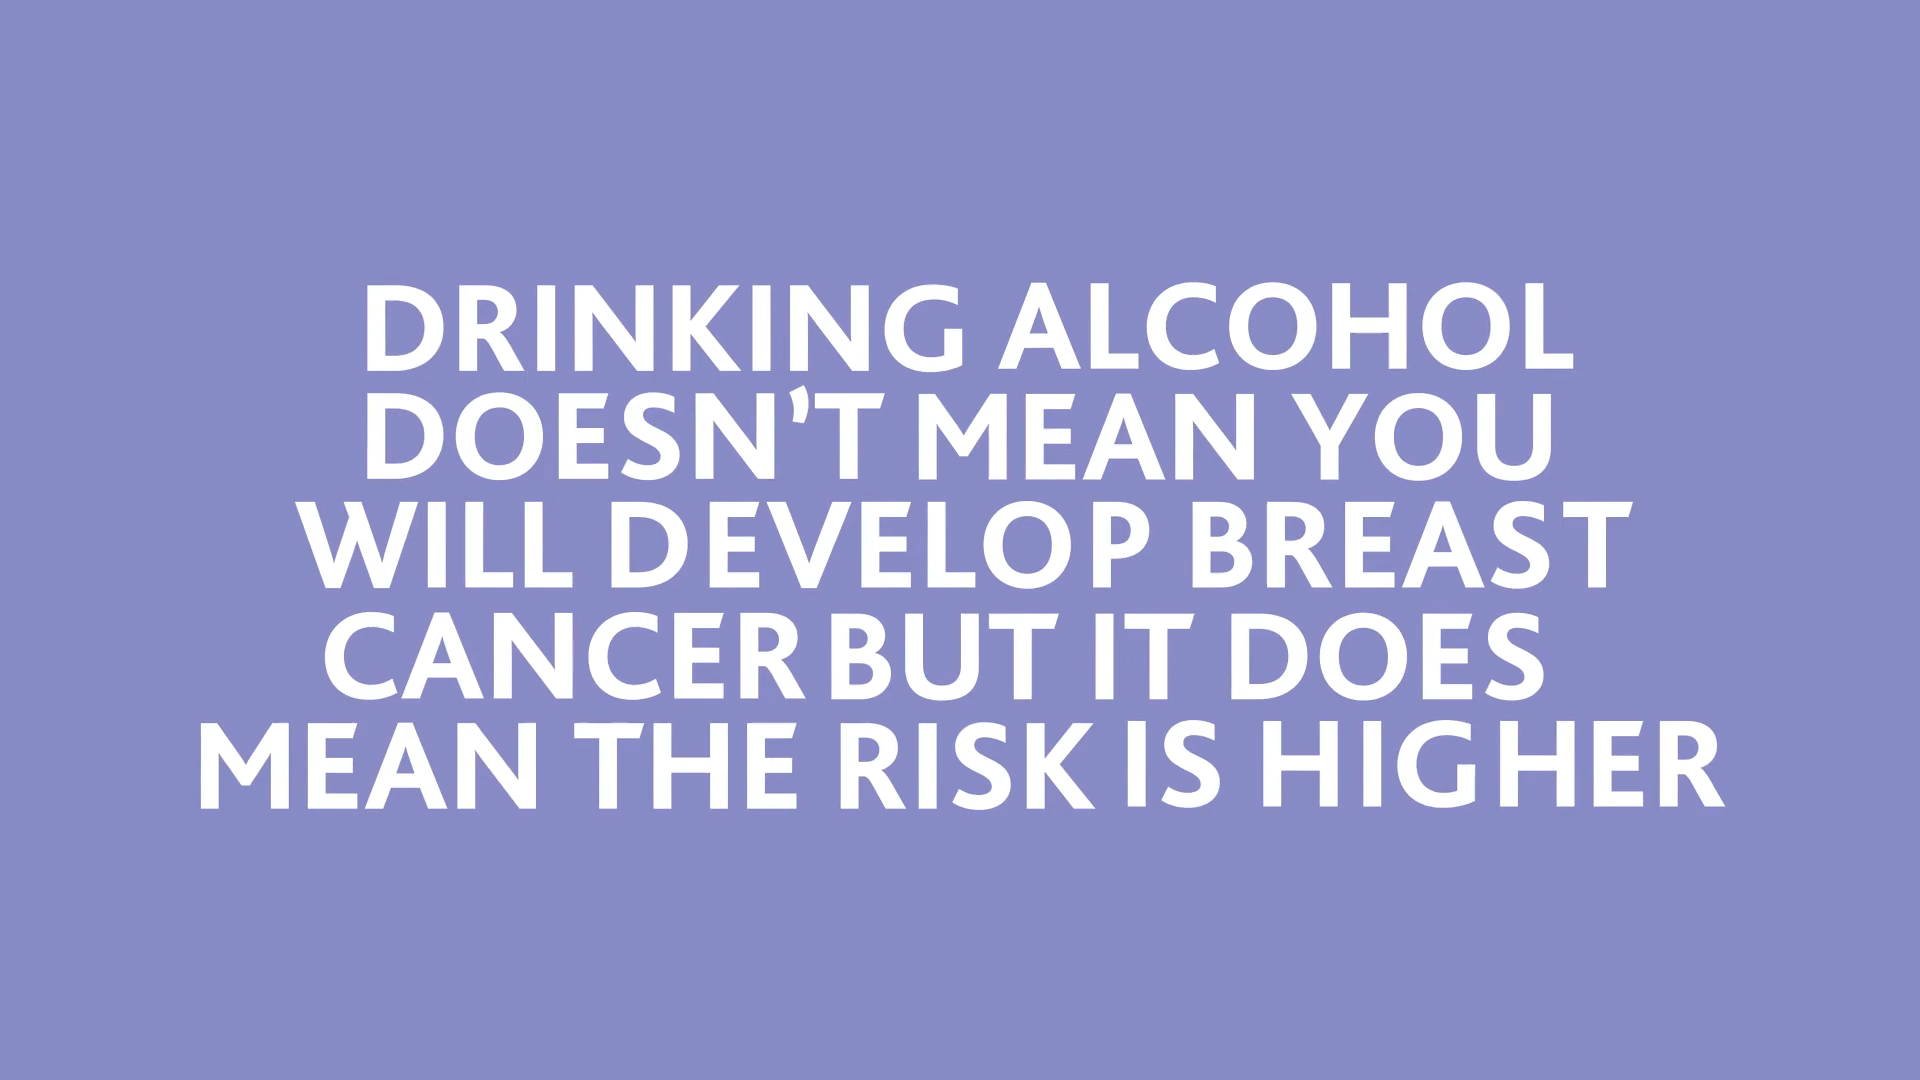 DRINKING ALCOHOL
DOESN'T MEAN YOU
WILL DEVELOP BREAST
CANCER BUT IT DOES
MEAN THE RISK IS HIGHER